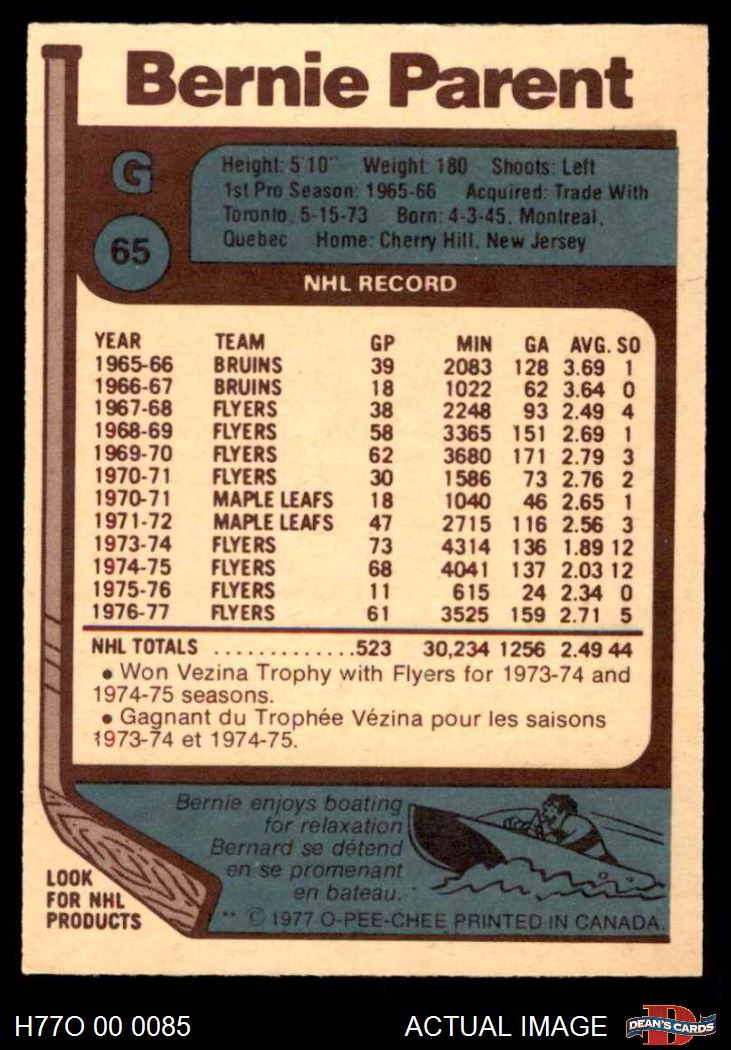 Bernie Parent
G
65
Height: 5'10" Weight: 180 Shoots: Left
1st Pro Season: 1965-66 Acquired: Trade With
Toronto, 5-15-73 Born: 4-3-45, Montreal,
Quebec Home: Cherry Hill, New Jersey
NHL RECORD
YEAR TEAM GP MIN GA AVG. SO
1965-66 BRUINS 39 2083 128 3.69 1
1966-67 BRUINS 18 1022 62 3.64 0
1967-68 FLYERS 38 2248 93 2.49 4
1968-69 FLYERS 58 3365 151 2.69 1
1969-70 FLYERS 62 3680 171 2.79 3
1970-71 FLYERS 30 1586 73 2.76 2
1970-71 MAPLE LEAFS 18 1040 46 2.65 1
1971-72 MAPLE LEAFS 47 2715 116 2.56 3
1973-74 FLYERS 73 4314 136 1.89 12
1974-75 FLYERS 68 4041 137 2.03 12
1975-76 FLYERS 11 615 24 2.34 0
1976-77 FLYERS 61 3525 159 2.71 5
NHL TOTALS .............523 30,234 1256 2.49 44
• Won Vezina Trophy with Flyers for 1973-74 and
1974-75 seasons.
• Gagnant du Trophée Vézina pour les saisons
1973-74 et 1974-75.
Bernie enjoys boating
for relaxation
Bernard se détend
en se promenant
en bateau.
LOOK
FOR NHL
PRODUCTS
** © 1977 O-PEE-CHEE PRINTED IN CANADA.
H77O 00 0085
ACTUAL IMAGE
D
DEAN'S CARDS